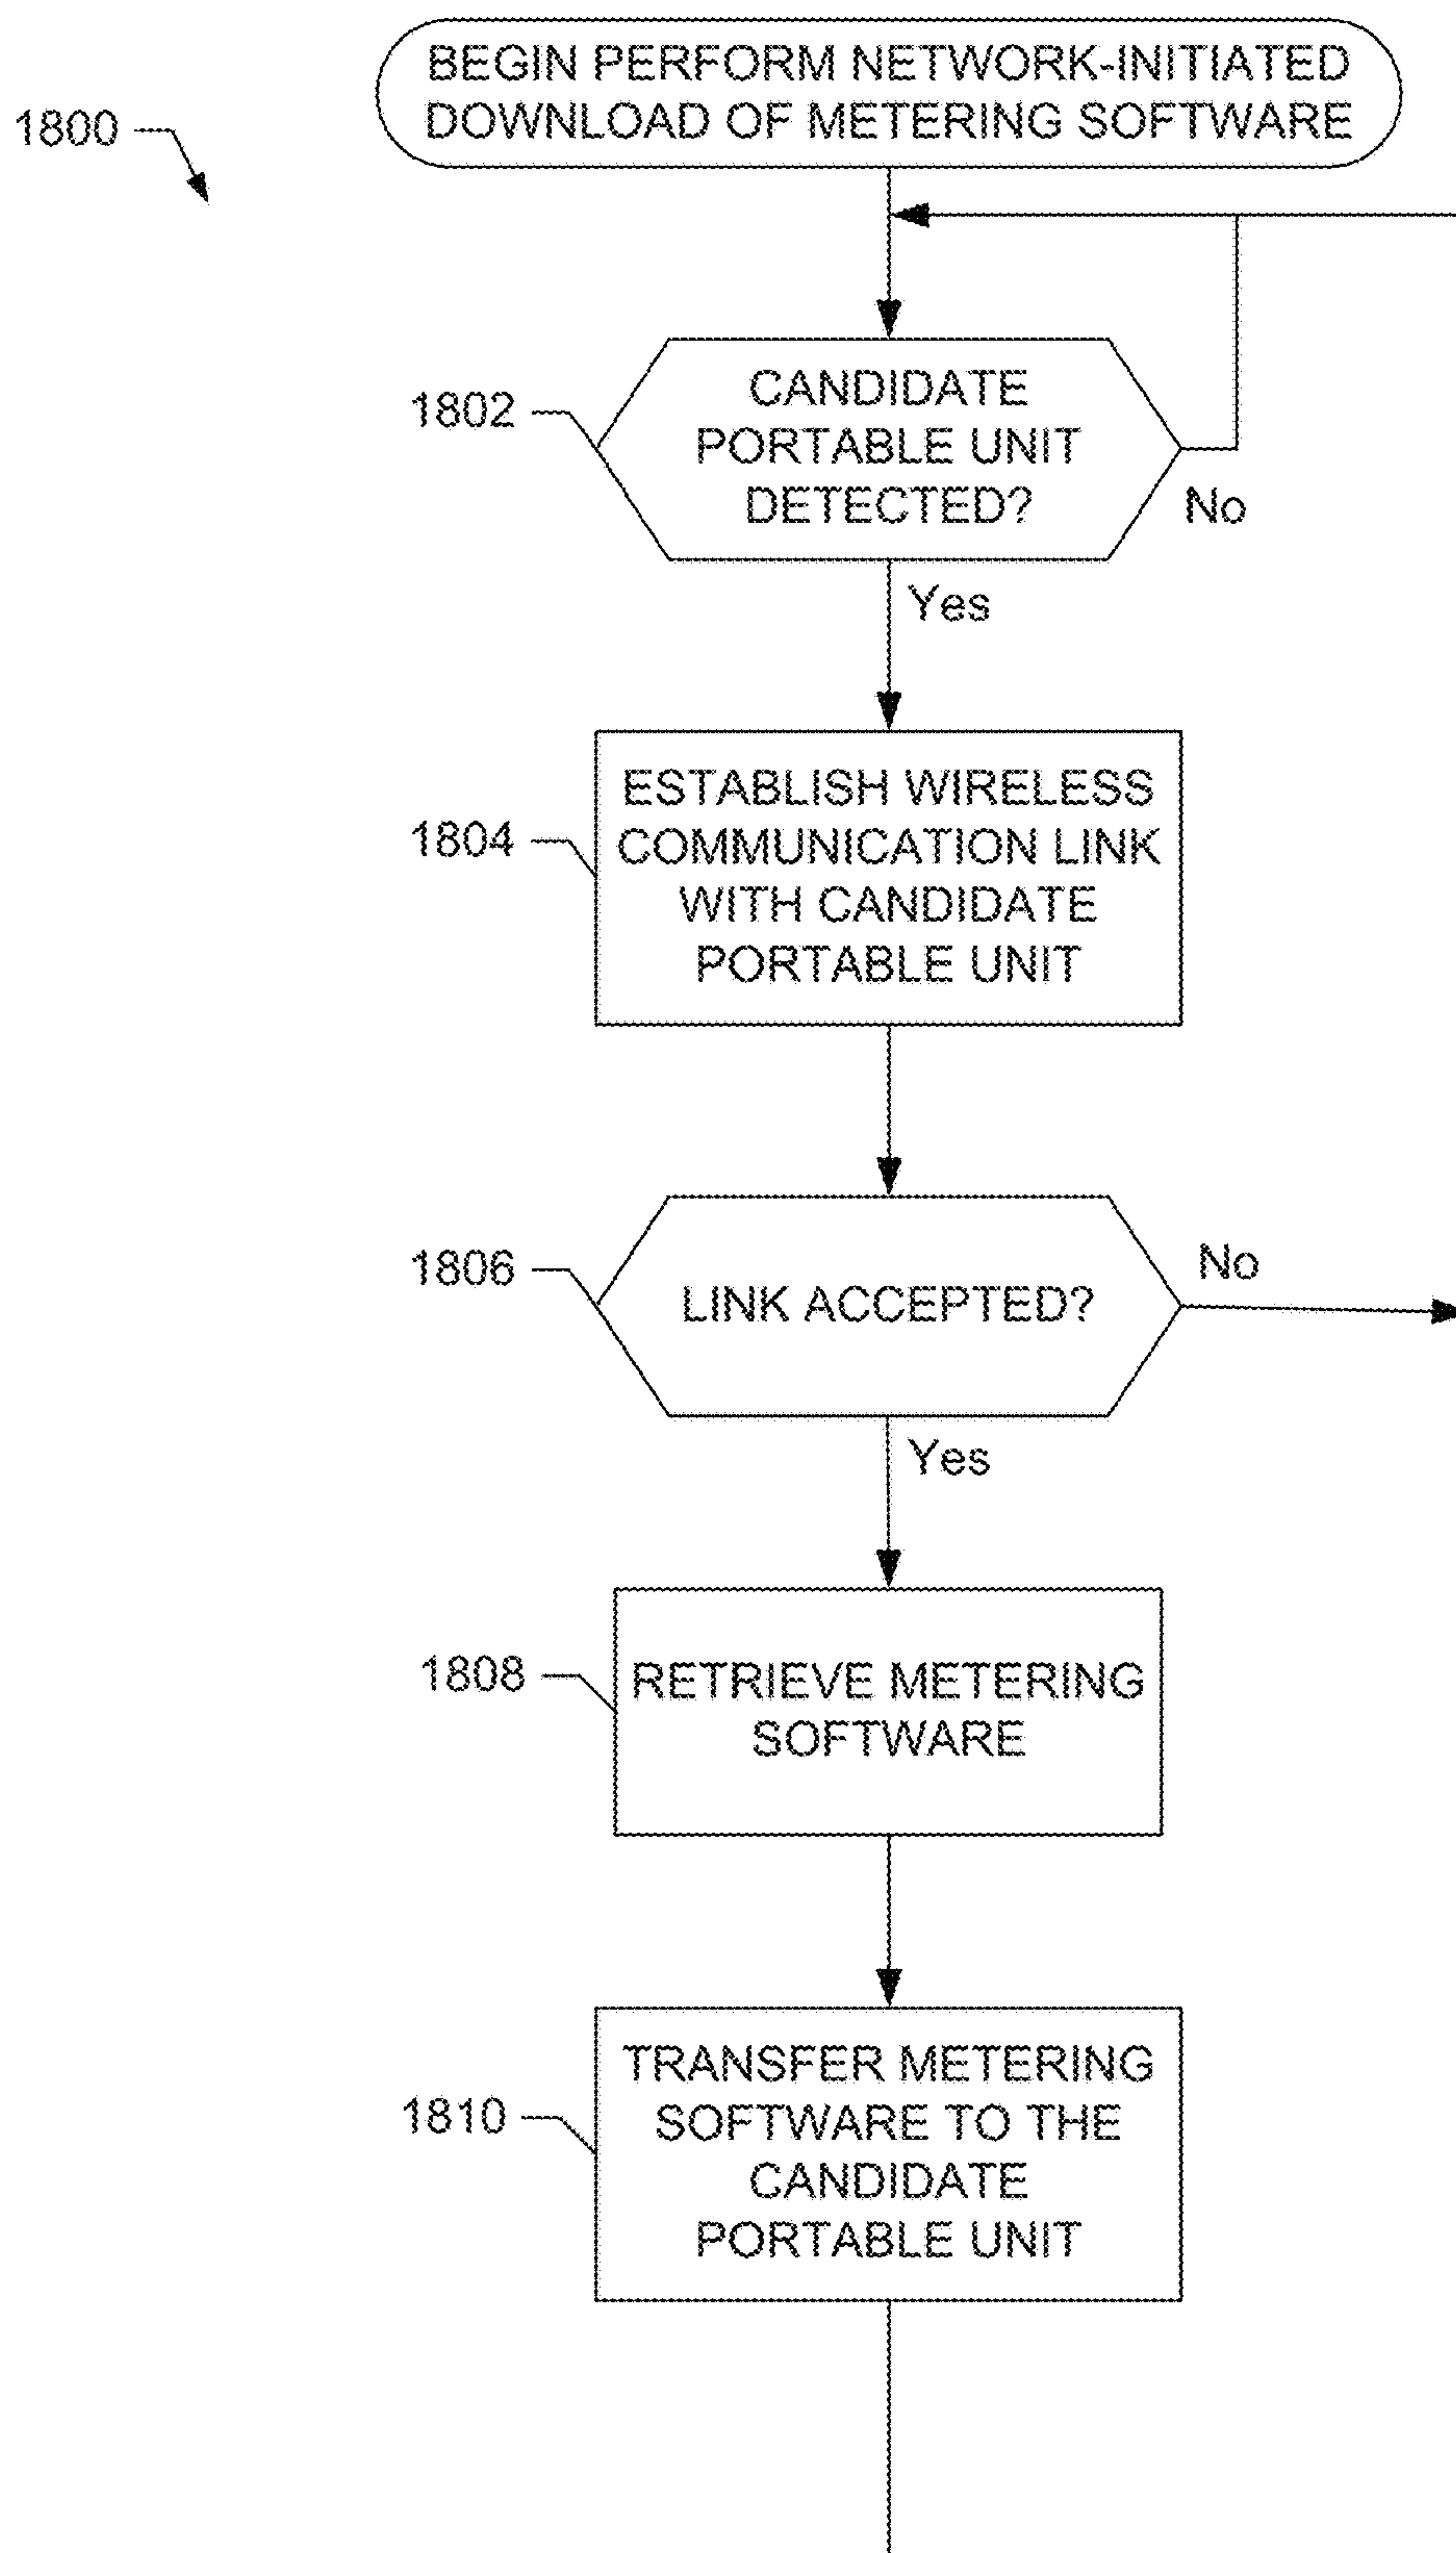 BEGIN PERFORM NETWORK-INITIATED
DOWNLOAD OF METERING SOFTWARE
1800
CANDIDATE
PORTABLE UNIT
DETECTED?
1802
No
Yes
ESTABLISH WIRELESS
COMMUNICATION LINK
WITH CANDIDATE
PORTABLE UNIT
1804
LINK ACCEPTED?
1806
No
Yes
RETRIEVE METERING
SOFTWARE
1808
TRANSFER METERING
SOFTWARE TO THE
CANDIDATE
PORTABLE UNIT
1810